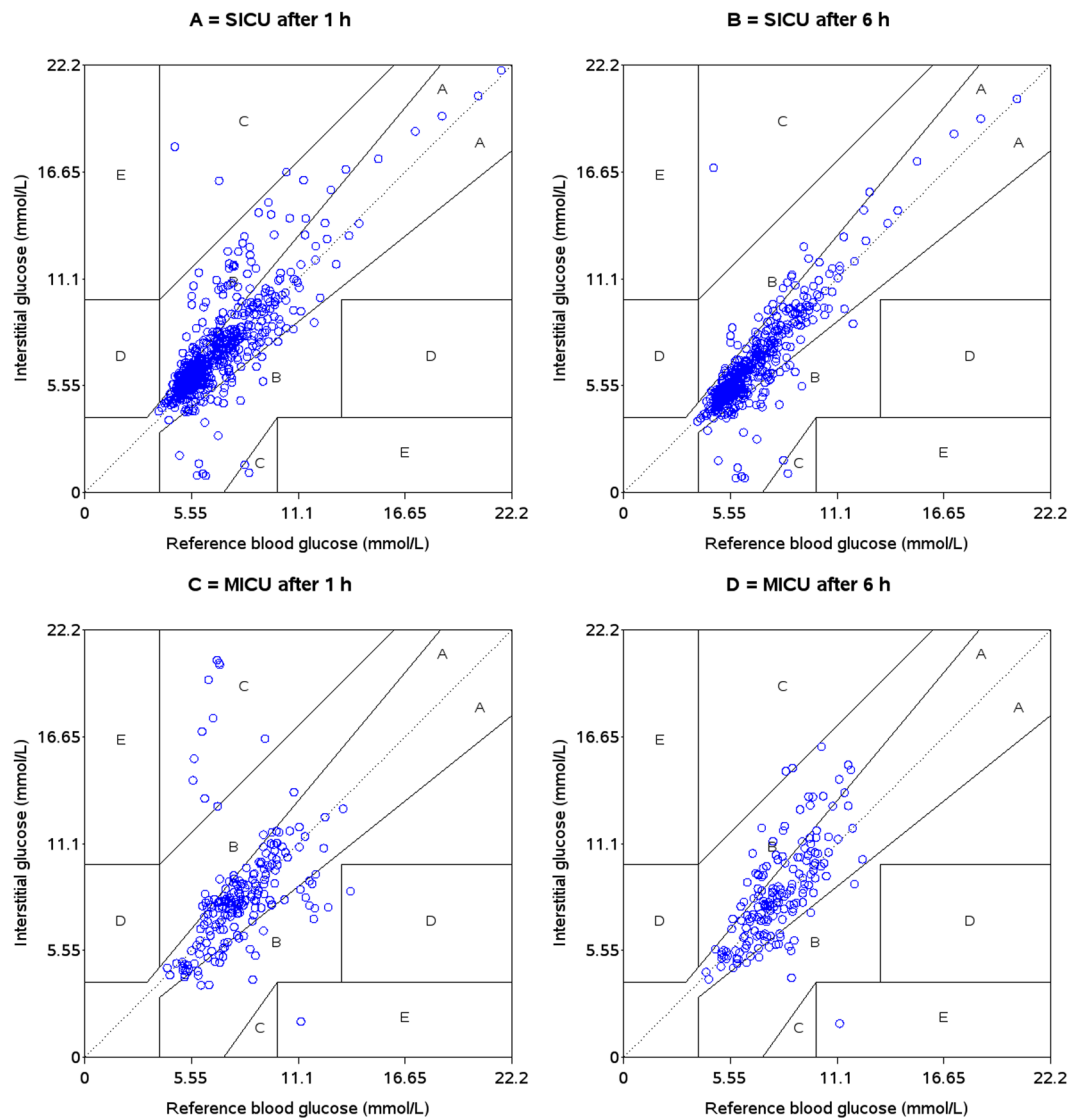 A = SICU after 1 h
B = SICU after 6 h
22.2
A
C
A
16.65
E
Interstitial glucose (mmol/L)
11.1
B
D
D
5.55
B
C
E
0
0
5.55
11.1
16.65
22.2
Reference blood glucose (mmol/L)
22.2
A
C
A
16.65
E
Interstitial glucose (mmol/L)
11.1
B
D
D
5.55
B
C
E
0
0
5.55
11.1
16.65
22.2
Reference blood glucose (mmol/L)
C = MICU after 1 h
D = MICU after 6 h
22.2
A
C
A
16.65
E
Interstitial glucose (mmol/L)
11.1
B
D
D
5.55
B
C
E
0
0
5.55
11.1
16.65
22.2
Reference blood glucose (mmol/L)
22.2
A
C
A
16.65
E
Interstitial glucose (mmol/L)
11.1
B
D
D
5.55
B
C
E
0
0
5.55
11.1
16.65
22.2
Reference blood glucose (mmol/L)